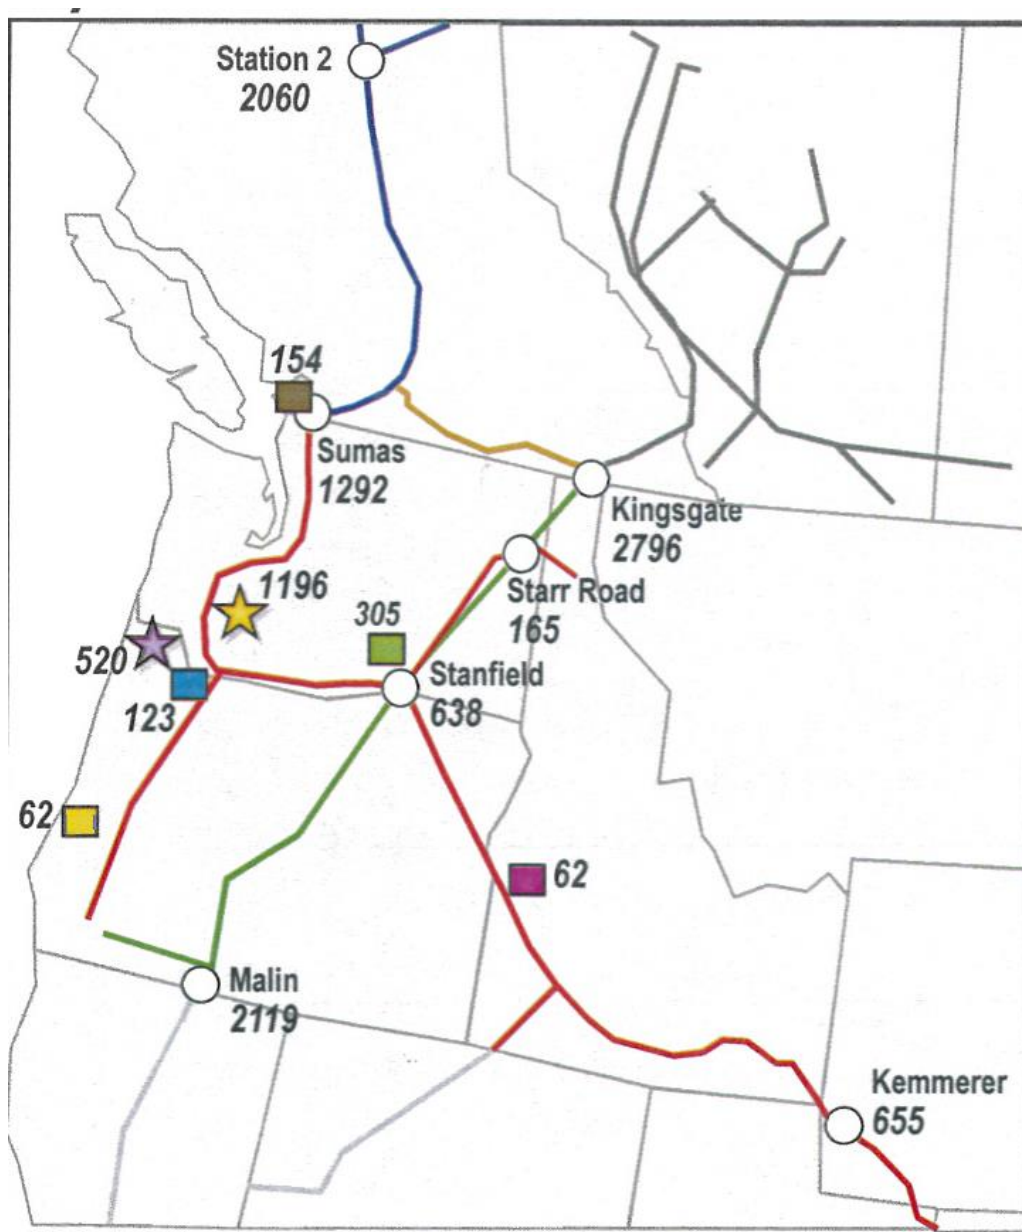 Station 2
2060
154
Sumas
1292
Kingsgate
2796
1196
Starr Road
165
305
520
Stanfield
638
123
62
62
Malin
2119
Kemmerer
655